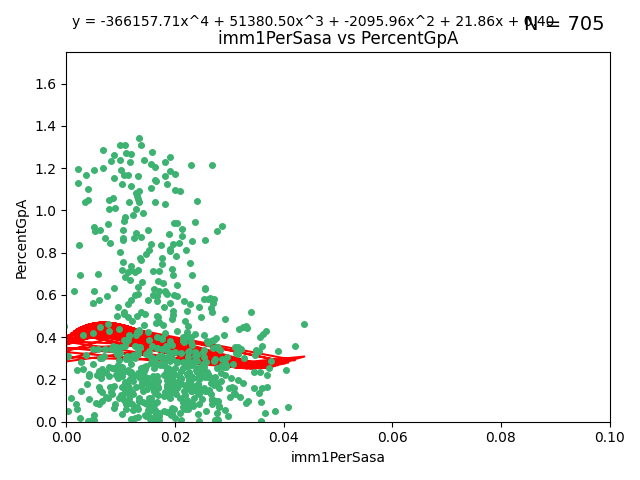 y = -366157.71x^4 + 51380.50x^3 + -2095.96x^2 + 21.86x + 0.40
N = 705
imm1PerSasa vs PercentGpA
PercentGpA
1.6
1.4
1.2
1.0
0.8
0.6
0.4
0.2
0.0
0.00 0.02 0.04 0.06 0.08 0.10
imm1PerSasa